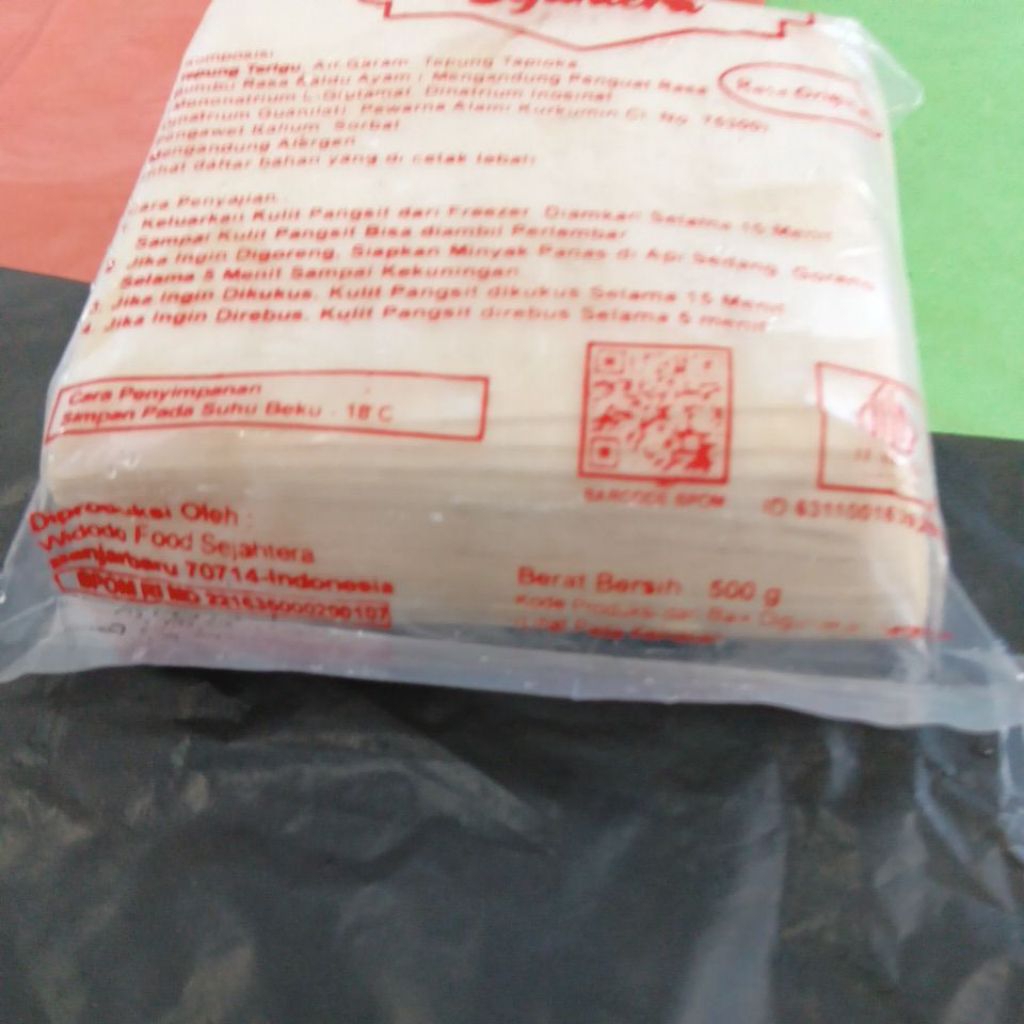 Sejahtera
Komposisi
Tepung Terigu, Air, Garam, Tepung Tapioka
Bumbu Rasa Kaldu Ayam ( Mengandung Penguat Rasa
Mononatrium L-Glutamat, Dinatrium Inosinat
Dinatrium Guanilat) Pewarna Alami Kurkumin CI. No.
Pengawet Kalium Sorbat
Mengandung Alergen
Lihat daftar bahan yang di cetak tebal
Rasa
Cara Penyajian
1. Keluarkan Kulit Pangsit dari Freezer Diamkan Selama 15 Menit
Sampai Kulit Pangsit Bisa diambil Perlembar
2. Jika Ingin Digoreng, Siapkan Minyak Panas di Api Sedang Goreng
Selama 5 Menit Sampai Kekuningan
3. Jika Ingin Dikukus, Kulit Pangsit dikukus Selama 15 Menit
4. Jika Ingin Direbus, Kulit Pangsit direbus Selama 5 menit
Cara Penyimpanan
Simpan Pada Suhu Beku - 18°C
BARCODE BPOM
Diproduksi Oleh :
Widodo Food Sejahtera
Banjarbaru 70714-Indonesia
BPOM RI MD
Berat Bersih 500 g
Kode Produksi dan